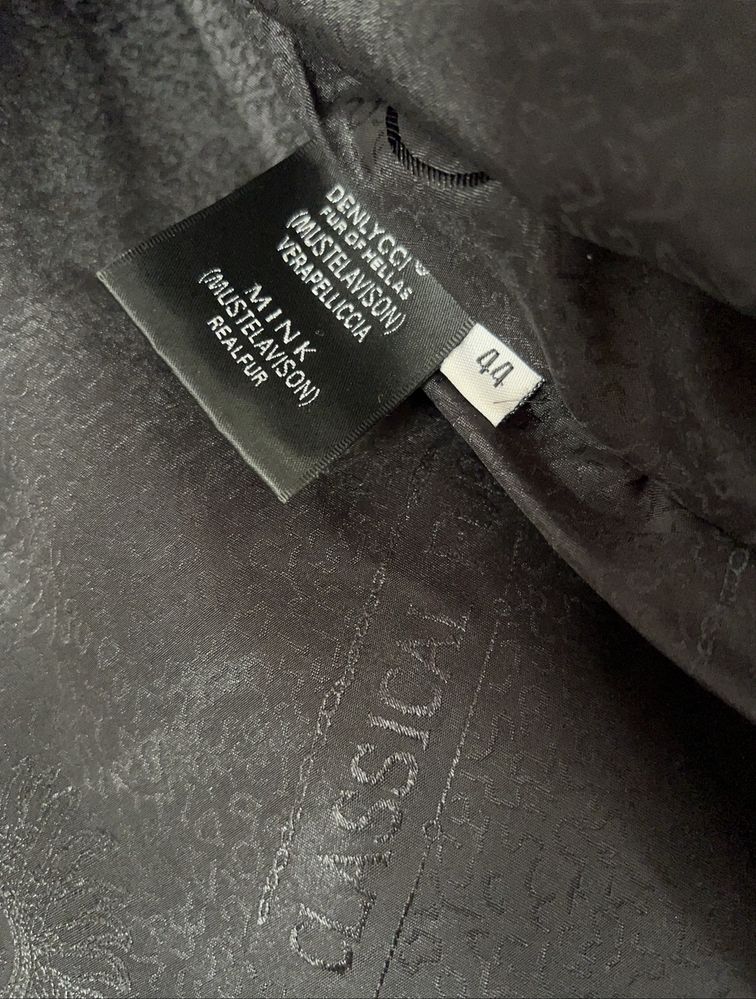 DENLYCCI
FUR OF HELLAS
(MUSTELAVISON)
VERAPELLICCIA
MINK
(MUSTELAVISON)
REALFUR
44
CLASSICAL